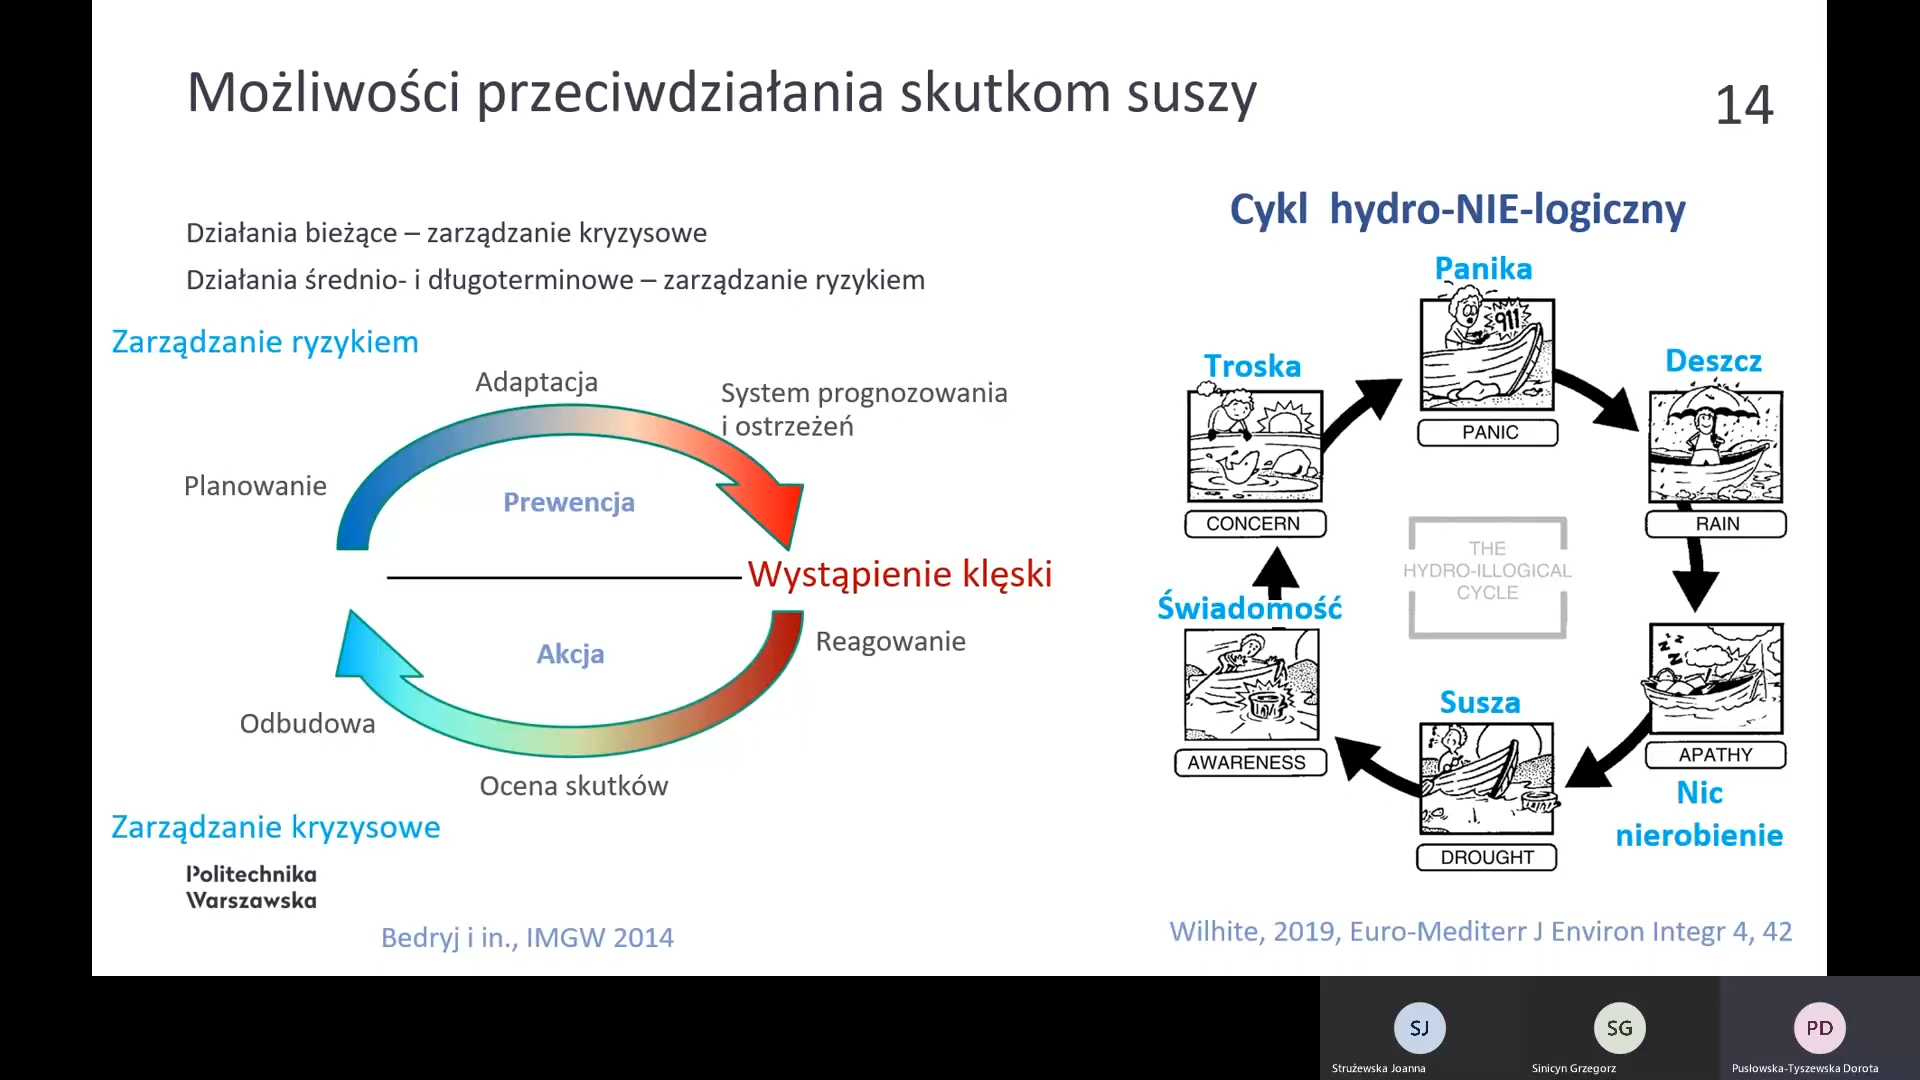 Możliwości przeciwdziałania skutkom suszy
14
Działania bieżące – zarządzanie kryzysowe
Działania średnio- i długoterminowe – zarządzanie ryzykiem
Zarządzanie ryzykiem
Adaptacja
System prognozowania
i ostrzeżeń
Planowanie
Prewencja
Wystąpienie klęski
Akcja
Reagowanie
Odbudowa
Ocena skutków
Zarządzanie kryzysowe
Politechnika
Warszawska
Bedryj i in., IMGW 2014
Cykl hydro-NIE-logiczny
Panika
911
PANIC
Deszcz
RAIN
Troska
CONCERN
THE
HYDRO-ILLOGICAL
CYCLE
Świadomość
AWARENESS
Susza
DROUGHT
z z
z z
APATHY
Nic
nierobienie
Wilhite, 2019, Euro-Mediterr J Environ Integr 4, 42
SJ
Strużewska Joanna
SG
Sinicyn Grzegorz
PD
Pusłowska-Tyszewska Dorota